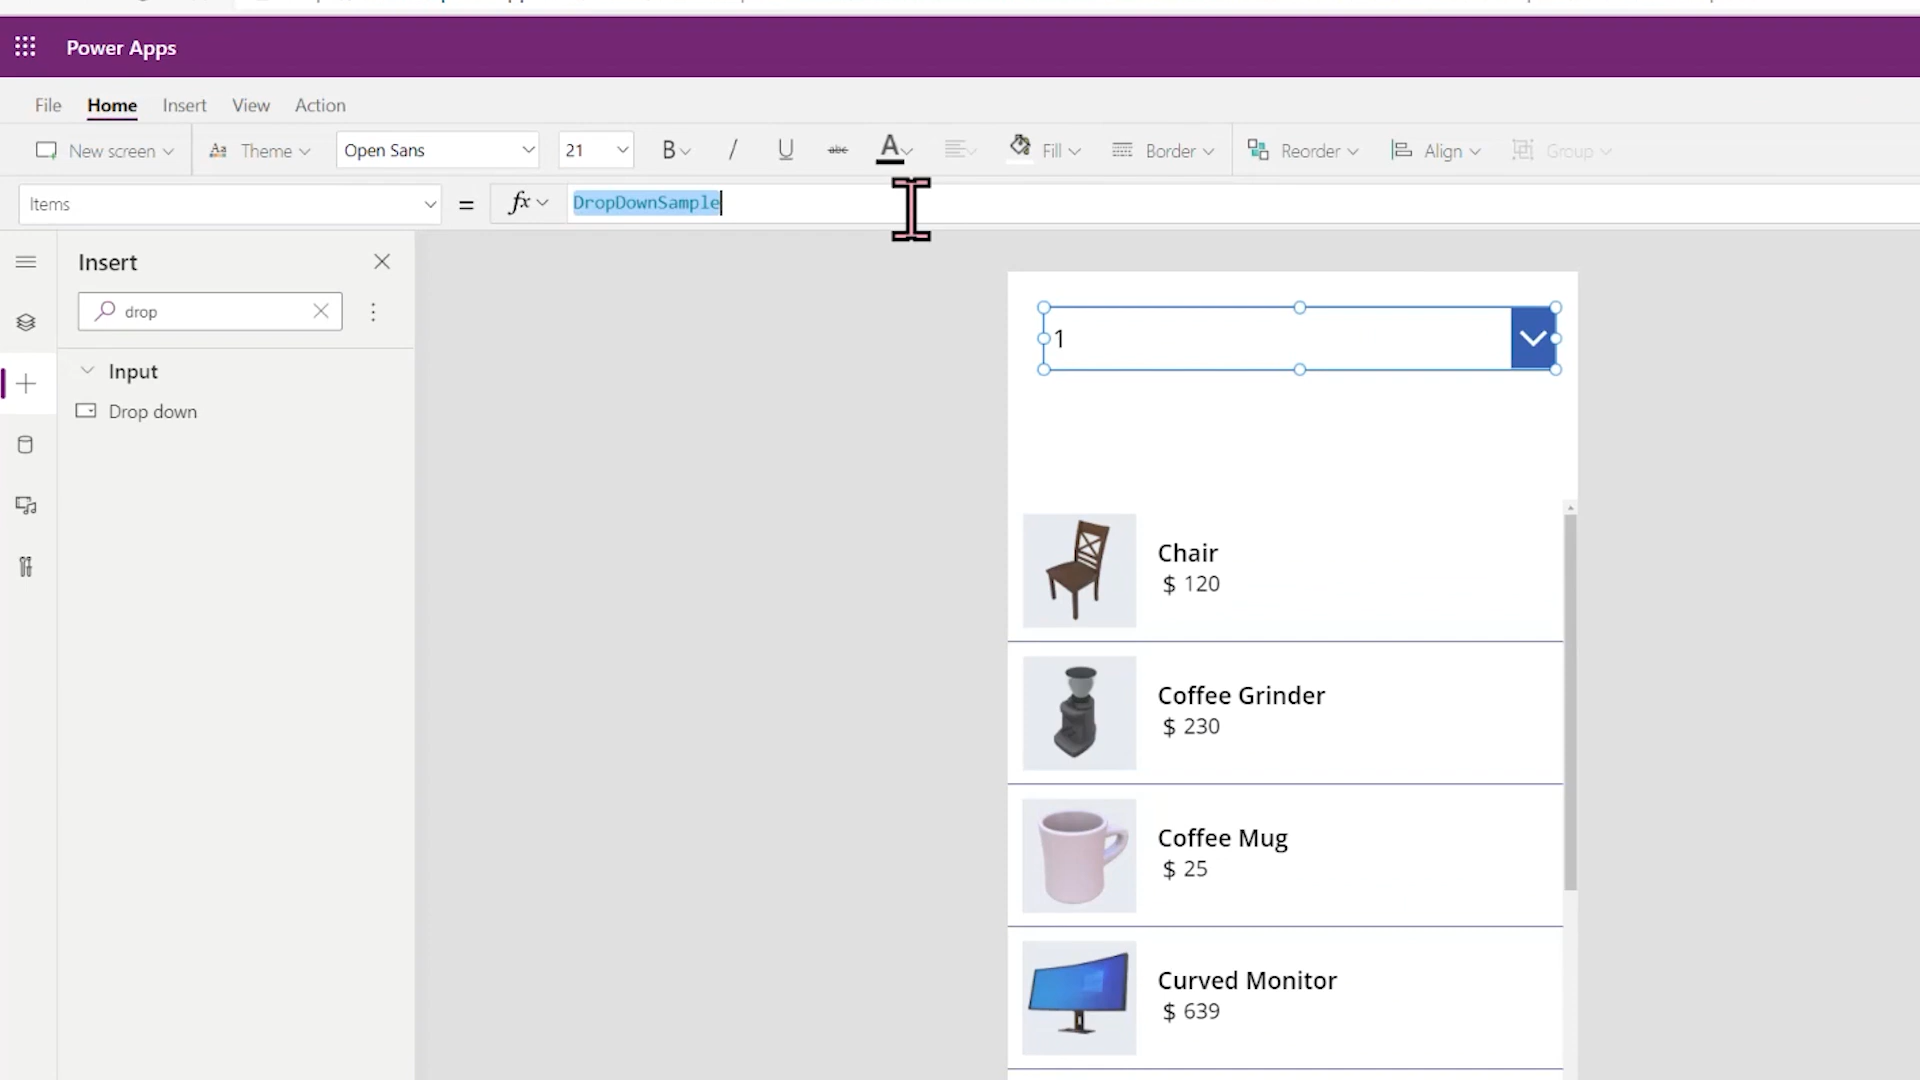 Power Apps
File Home Insert View Action
New screen Theme Open Sans 21 B / U abc A Fill Border Reorder Align Group
Items = fx DropDownSample
Insert
drop
Input
Drop down
1
Chair
$ 120
Coffee Grinder
$ 230
Coffee Mug
$ 25
Curved Monitor
$ 639